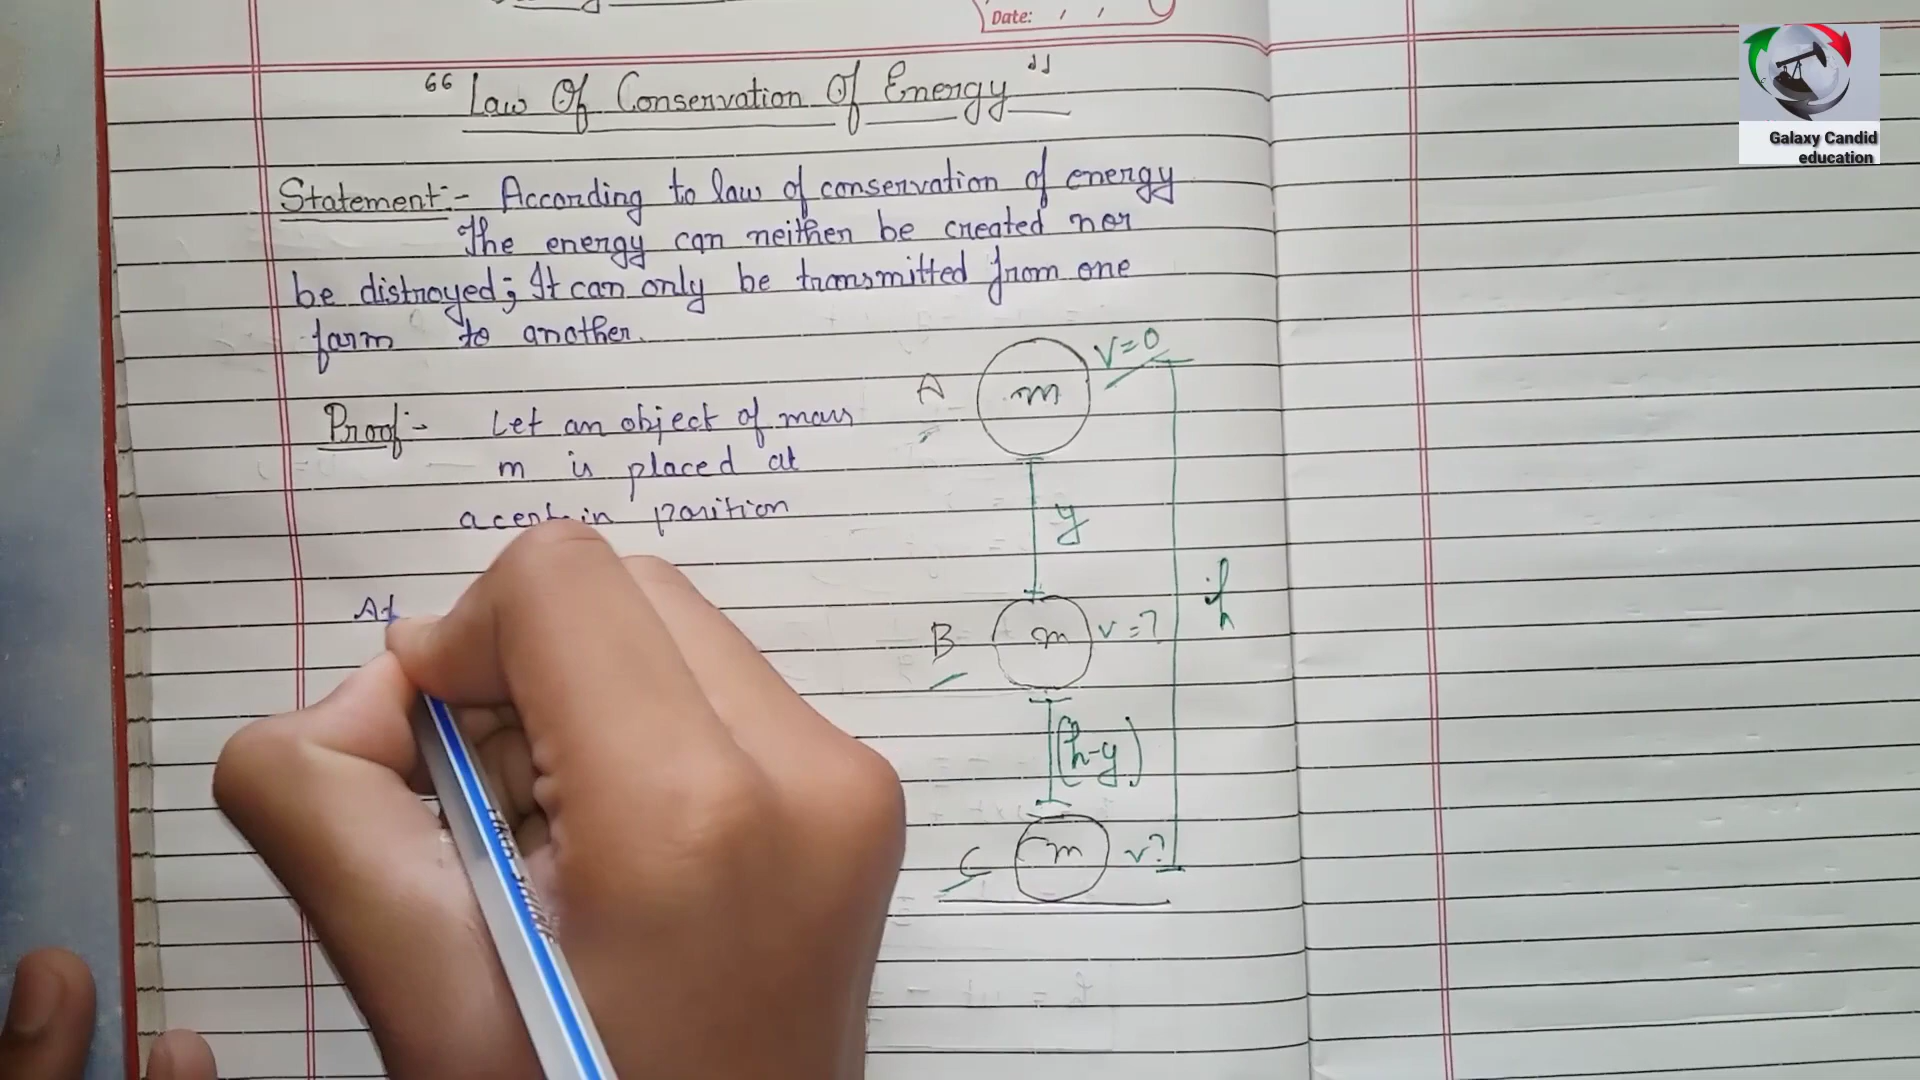 Date: / /
“ Law Of Conservation Of Energy ”
Statement:- According to law of conservation of energy
The energy can neither be created nor
be distroyed; It can only be transmitted from one
farm to another.
Proof:- Let an object of mass
m is placed at
a certain position
At
A m V=0
y
h
B m v=?
(h-y)
C m v?
Galaxy Candid
education